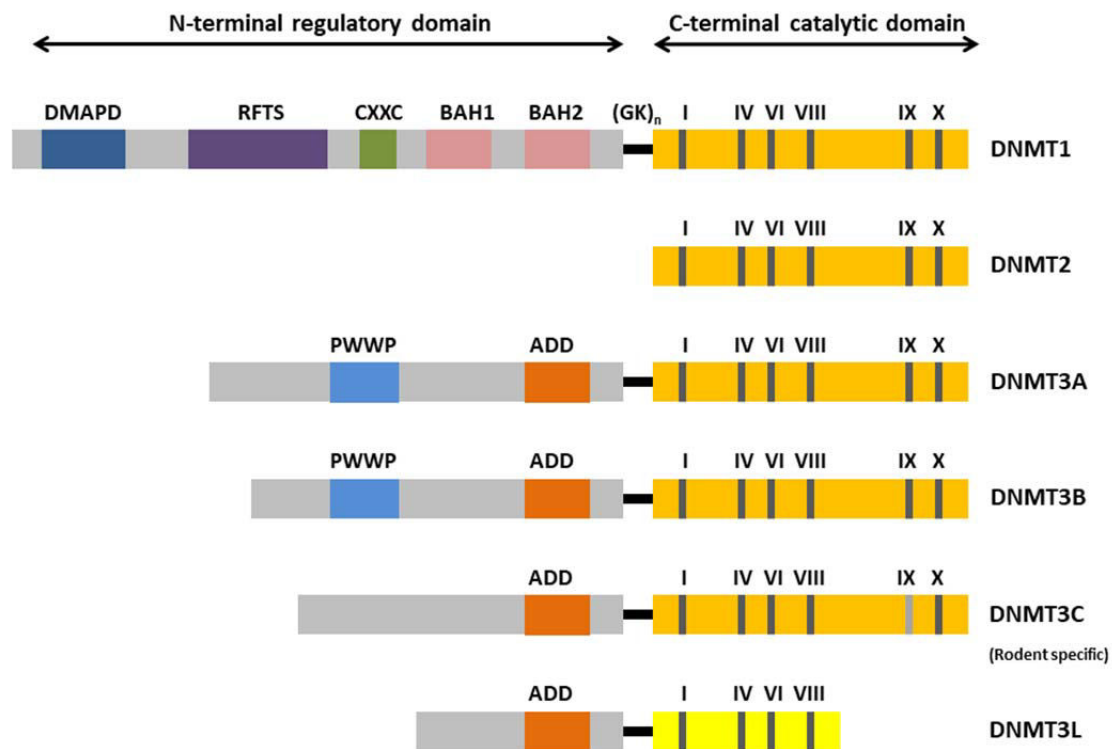 N-terminal regulatory domain C-terminal catalytic domain
DMAPD RFTS CXXC BAH1 BAH2 (GK)n I IV VI VIII IX X
DNMT1
I IV VI VIII IX X
DNMT2
PWWP ADD I IV VI VIII IX X
DNMT3A
PWWP ADD I IV VI VIII IX X
DNMT3B
ADD I IV VI VIII IX X
DNMT3C
(Rodent specific)
ADD I IV VI VIII
DNMT3L